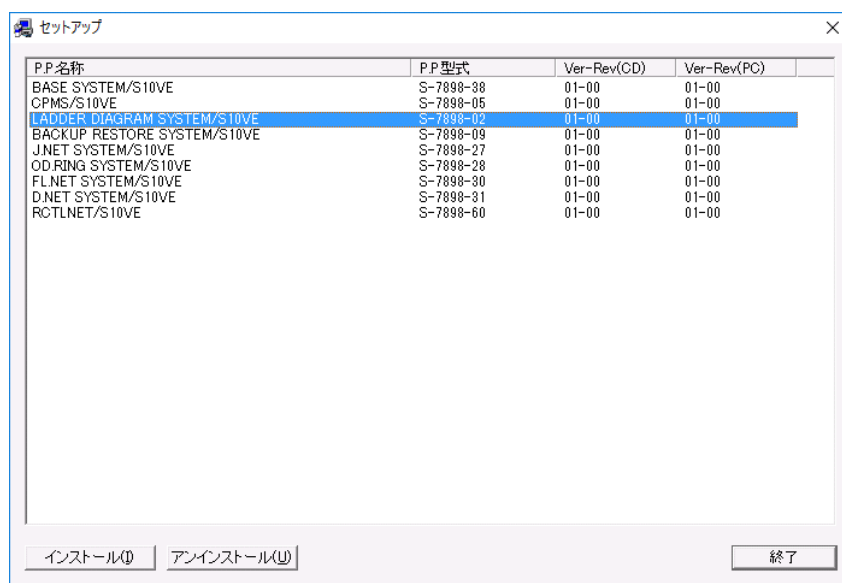 セットアップ
P.P.名称 P.P.型式 Ver-Rev(CD) Ver-Rev(PC)
BASE SYSTEM/S10VE S-7898-38 01-00 01-00
CPMS/S10VE S-7898-05 01-00 01-00
LADDER DIAGRAM SYSTEM/S10VE S-7898-02 01-00 01-00
BACKUP RESTORE SYSTEM/S10VE S-7898-09 01-00 01-00
J.NET SYSTEM/S10VE S-7898-27 01-00 01-00
OD.RING SYSTEM/S10VE S-7898-28 01-00 01-00
FL.NET SYSTEM/S10VE S-7898-30 01-00 01-00
D.NET SYSTEM/S10VE S-7898-31 01-00 01-00
RCTLNET/S10VE S-7898-60 01-00 01-00
インストール(I) アンインストール(U) 終了